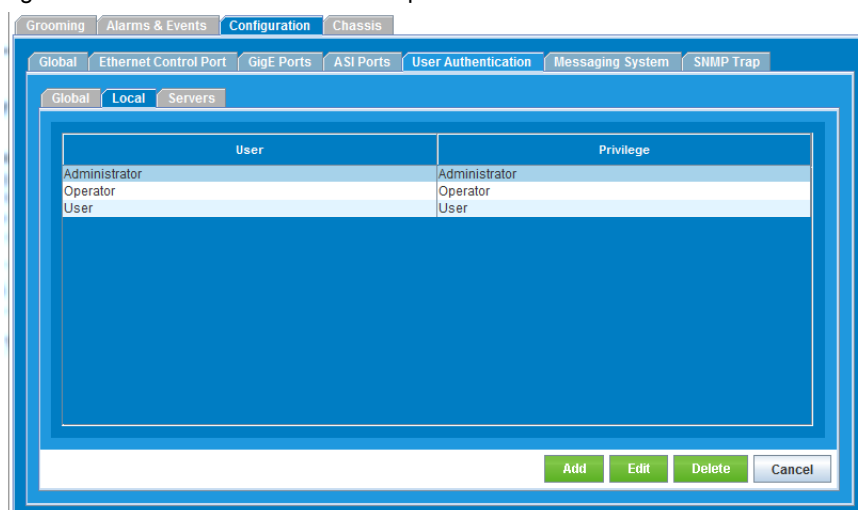 Grooming Alarms & Events Configuration Chassis
Global Ethernet Control Port GigE Ports ASI Ports User Authentication Messaging System SNMP Trap
Global Local Servers
User Privilege
Administrator Administrator
Operator Operator
User User
Add Edit Delete Cancel